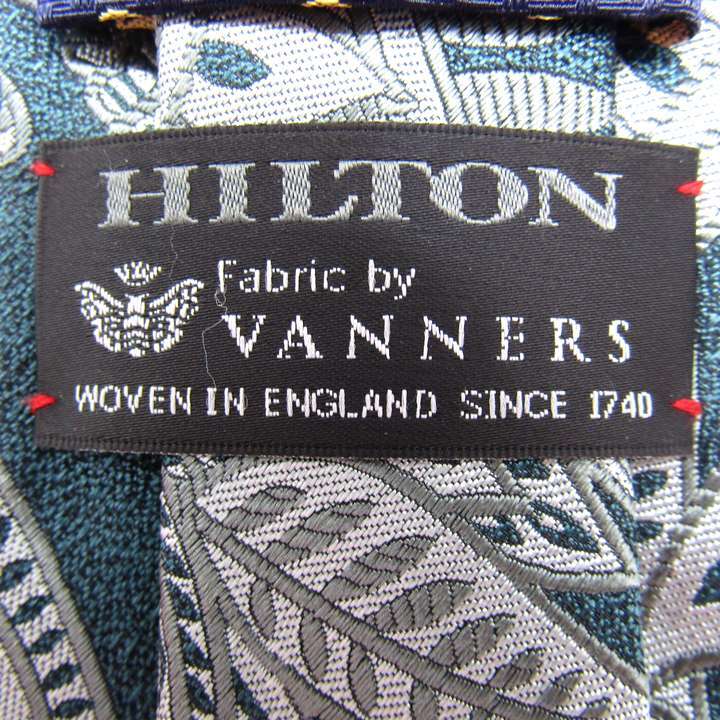 HILTON
Fabric by
VANNERS
WOVEN IN ENGLAND SINCE 1740